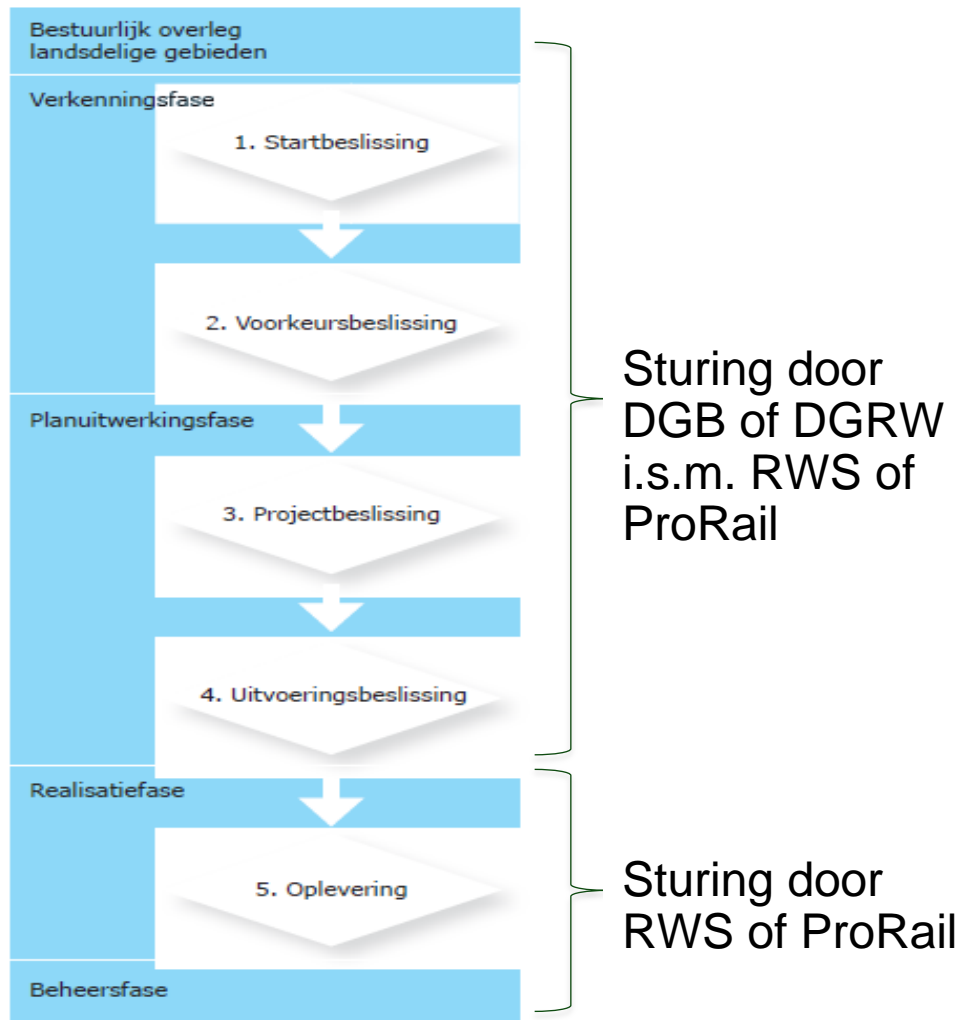 Bestuurlijk overleg
landsdelige gebieden
Verkenningsfase
1. Startbeslissing
2. Voorkeursbeslissing
Planuitwerkingsfase
3. Projectbeslissing
4. Uitvoeringsbeslissing
Sturing door
DGB of DGRW
i.s.m. RWS of
ProRail
Realisatiefase
5. Oplevering
Beheersfase
Sturing door
RWS of ProRail